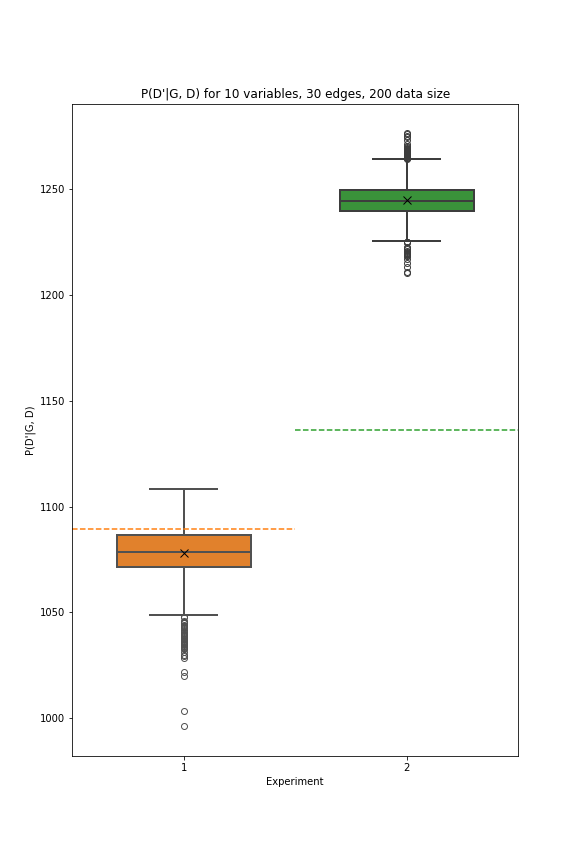 P(D'|G, D) for 10 variables, 30 edges, 200 data size
P(D'|G, D)
1250
1200
1150
1100
1050
1000
1
2
Experiment